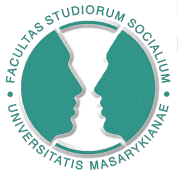 FACULTAS STUDIORUM SOCIALIUM
UNIVERSITATIS MASARYKIANAE